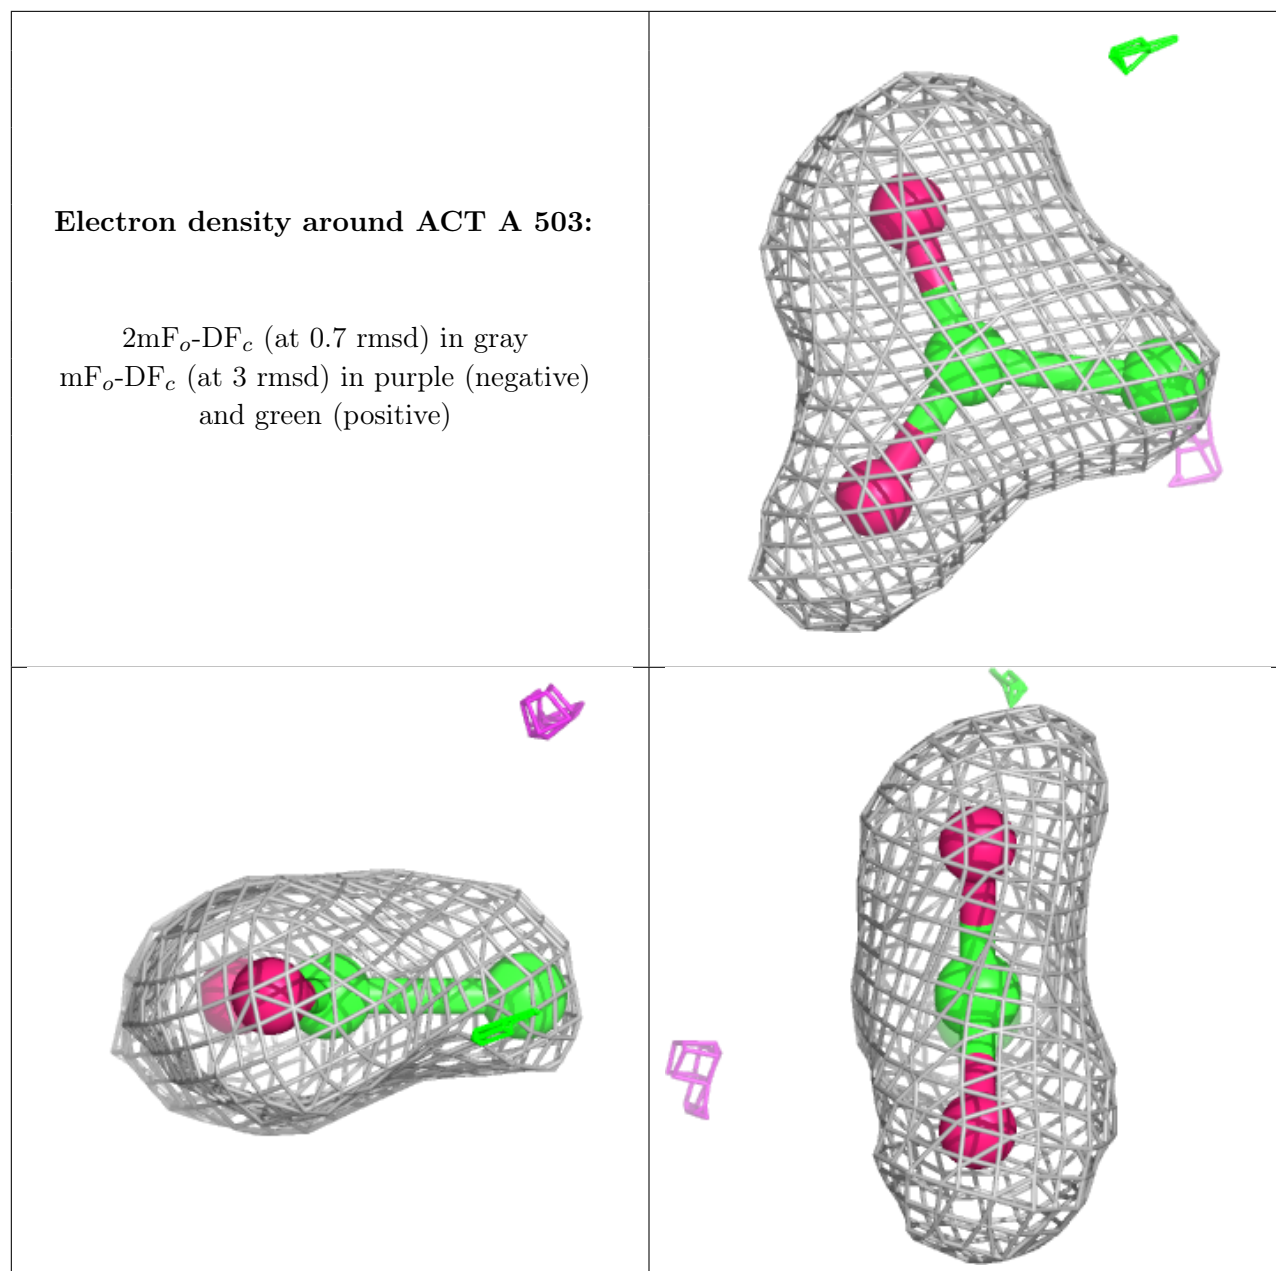 Electron density around ACT A 503:
2mFo-DFc (at 0.7 rmsd) in gray
mFo-DFc (at 3 rmsd) in purple (negative)
and green (positive)